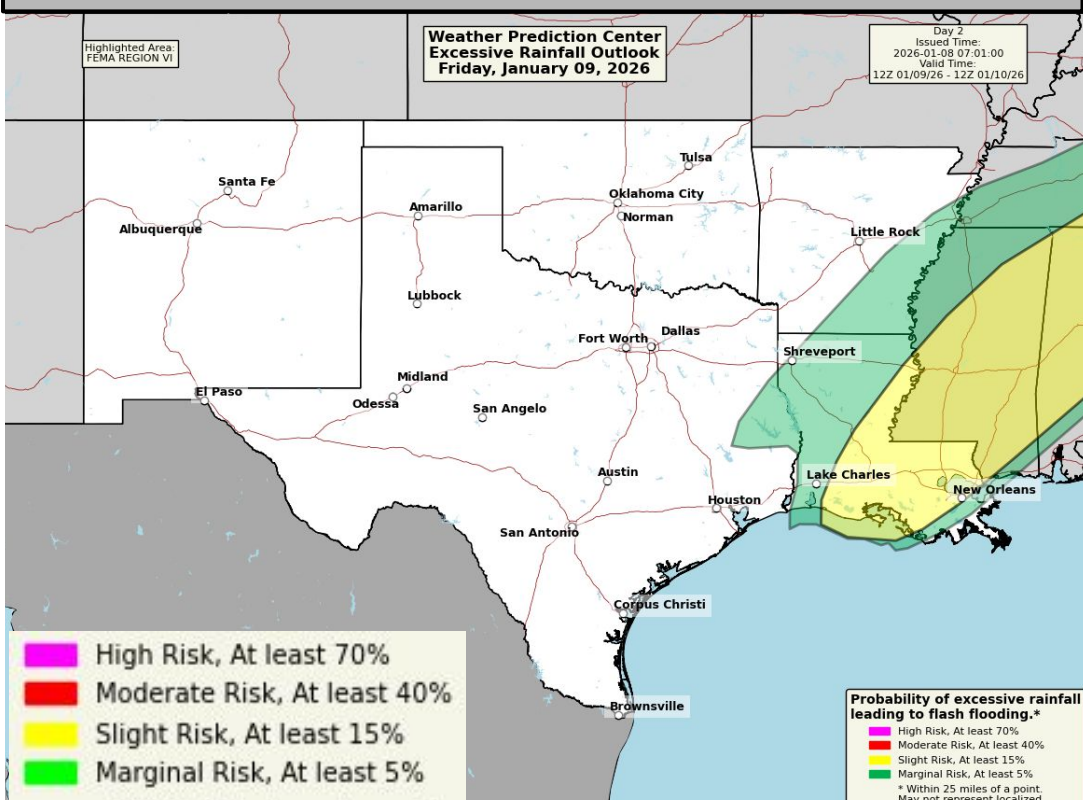 Weather Prediction Center
Excessive Rainfall Outlook
Friday, January 09, 2026
Highlighted Area:
FEMA REGION VI
Day 2
Issued Time:
2026-01-08 07:01:00
Valid Time:
12Z 01/09/26 - 12Z 01/10/26
Tulsa
Santa Fe
Oklahoma City
Amarillo
Norman
Albuquerque
Little Rock
Lubbock
Dallas
Fort Worth
Shreveport
Midland
El Paso
Odessa
San Angelo
Austin
Lake Charles
New Orleans
Houston
San Antonio
Corpus Christi
Brownsville
High Risk, At least 70%
Moderate Risk, At least 40%
Slight Risk, At least 15%
Marginal Risk, At least 5%
Probability of excessive rainfall
leading to flash flooding.*
High Risk, At least 70%
Moderate Risk, At least 40%
Slight Risk, At least 15%
Marginal Risk, At least 5%
* Within 25 miles of a point.
May not represent localized